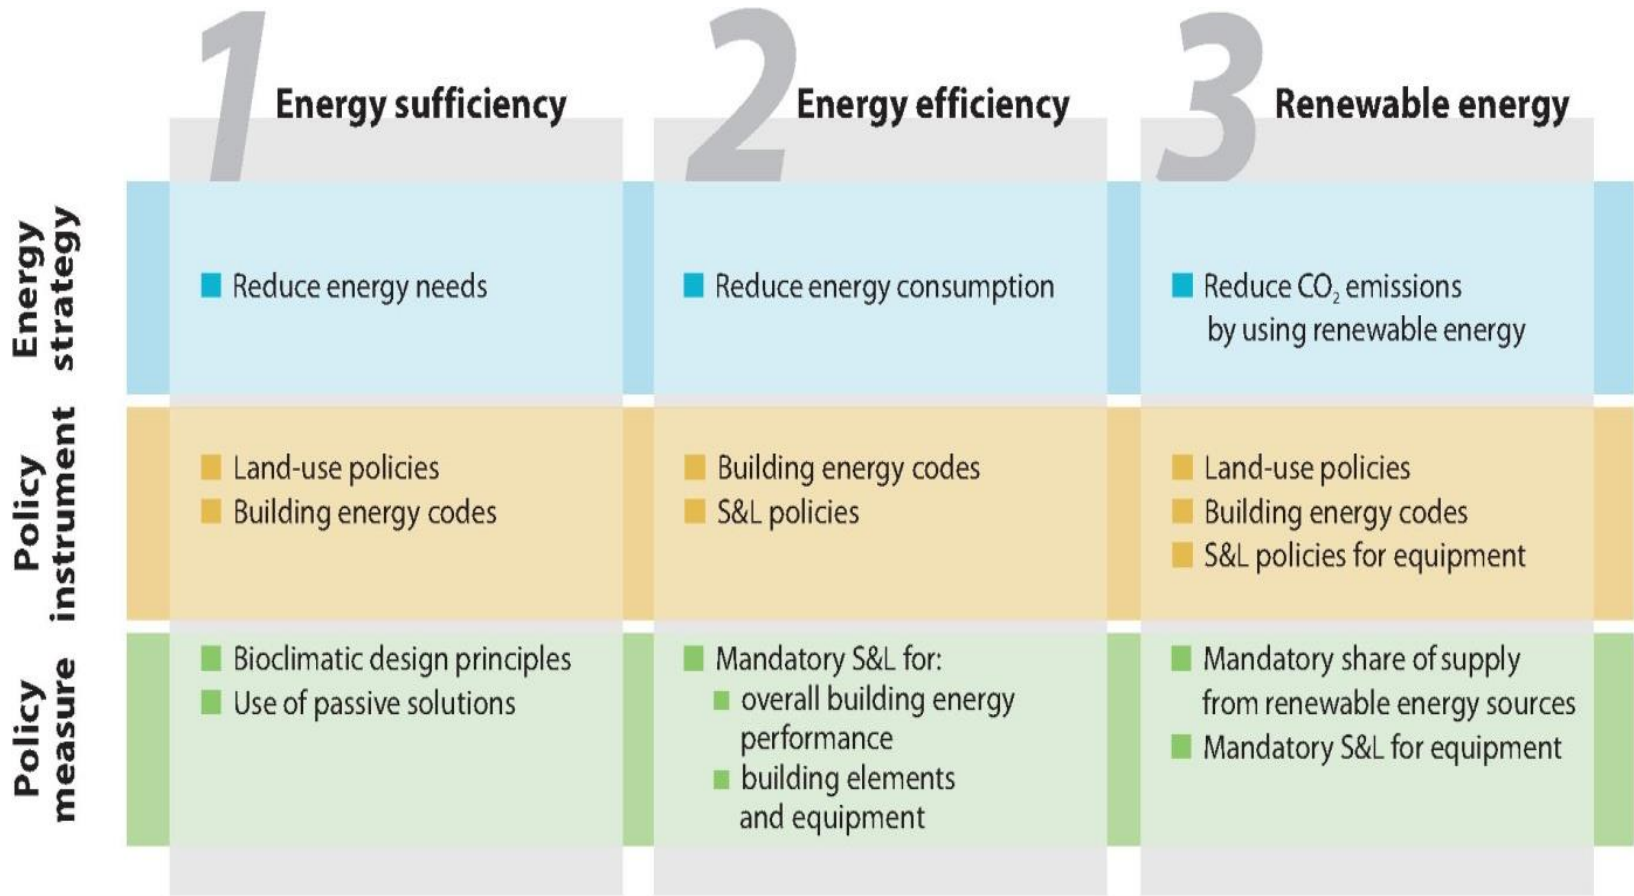 1 Energy sufficiency
2 Energy efficiency
3 Renewable energy
Energy
strategy
Reduce energy needs
Reduce energy consumption
Reduce CO₂ emissions
by using renewable energy
Policy
instrument
Land-use policies
Building energy codes
Building energy codes
S&L policies
Land-use policies
Building energy codes
S&L policies for equipment
Policy
measure
Bioclimatic design principles
Use of passive solutions
Mandatory S&L for:
overall building energy
performance
building elements
and equipment
Mandatory share of supply
from renewable energy sources
Mandatory S&L for equipment